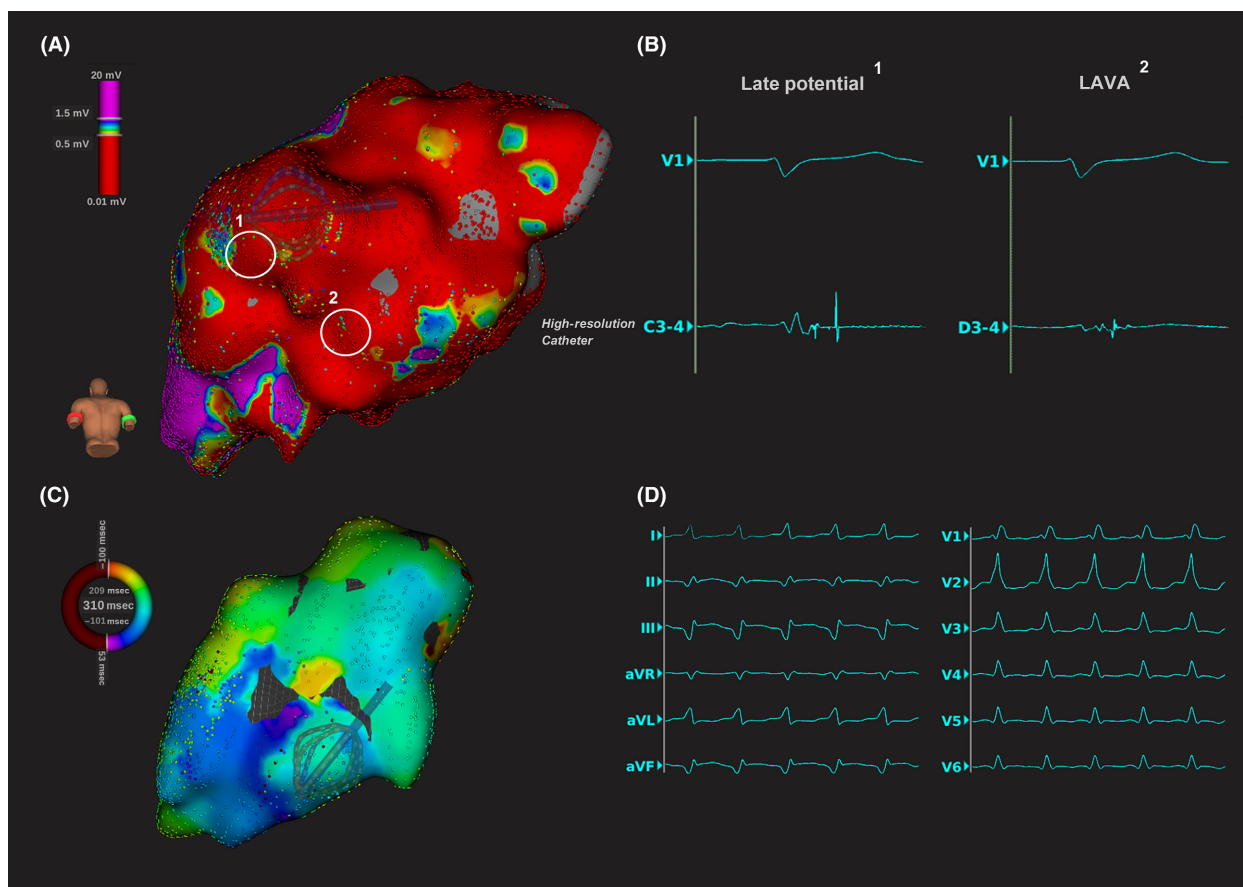 (A)
20 mV
1.5 mV
0.5 mV
0.01 mV
1
2
(B)
Late potential 1
LAVA 2
V1
V1
High-resolution
Catheter
C3-4
D3-4
(C)
−100 msec
209 msec
310 msec
−101 msec
53 msec
(D)
I
II
III
aVR
aVL
aVF
V1
V2
V3
V4
V5
V6